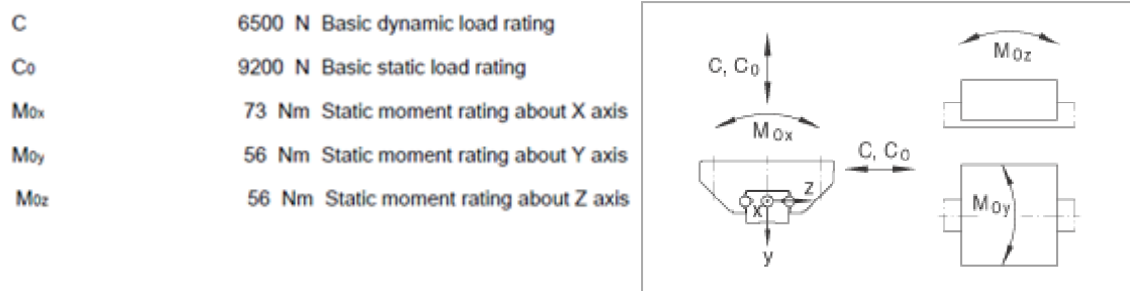 C 6500 N Basic dynamic load rating
C0 9200 N Basic static load rating
M0x 73 Nm Static moment rating about X axis
M0y 56 Nm Static moment rating about Y axis
M0z 56 Nm Static moment rating about Z axis
C, C0
M0x
C, C0
z
x
y
M0z
M0y